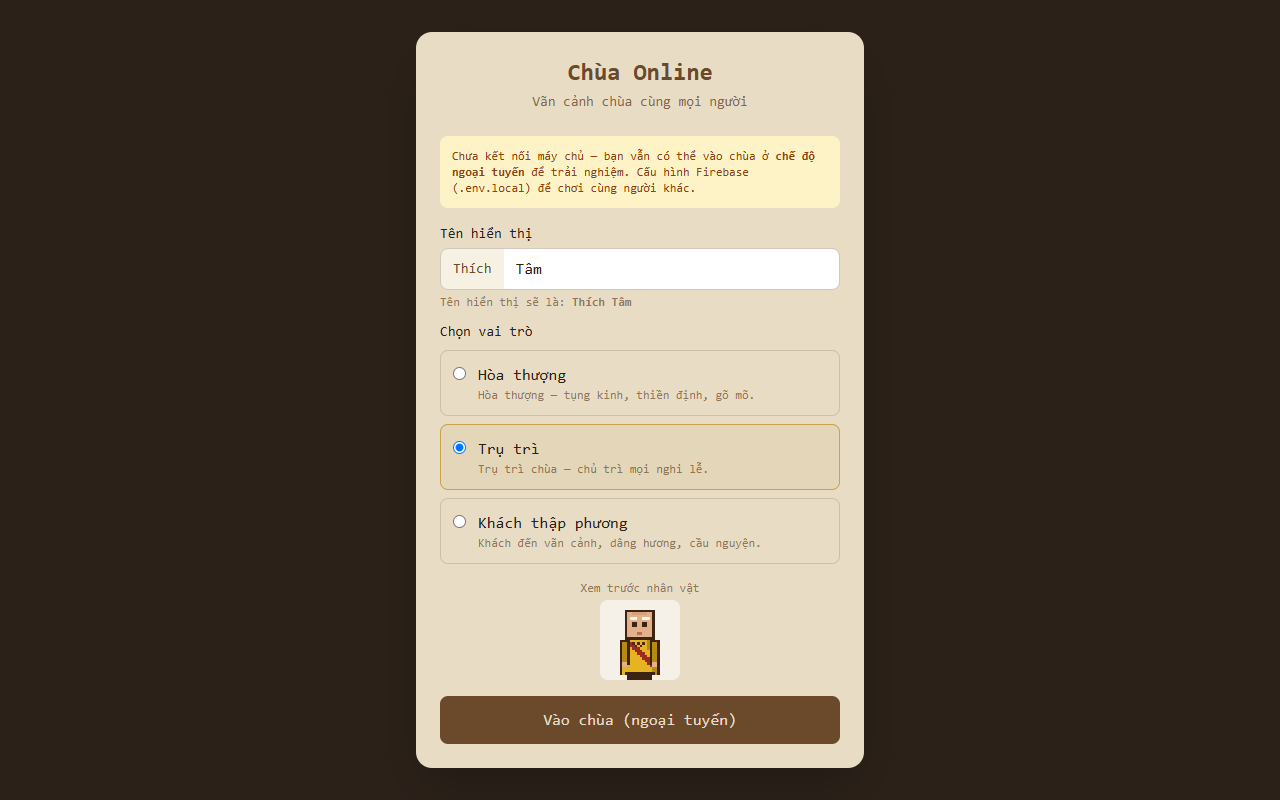 Chùa Online
Vãn cảnh chùa cùng mọi người
Chưa kết nối máy chủ — bạn vẫn có thể vào chùa ở chế độ
ngoại tuyến để trải nghiệm. Cấu hình Firebase
(.env.local) để chơi cùng người khác.
Tên hiển thị
Thích Tâm
Tên hiển thị sẽ là: Thích Tâm
Chọn vai trò
Hòa thượng
Hòa thượng — tụng kinh, thiền định, gõ mõ.
Trụ trì
Trụ trì chùa — chủ trì mọi nghi lễ.
Khách thập phương
Khách đến vãn cảnh, dâng hương, cầu nguyện.
Xem trước nhân vật
Vào chùa (ngoại tuyến)